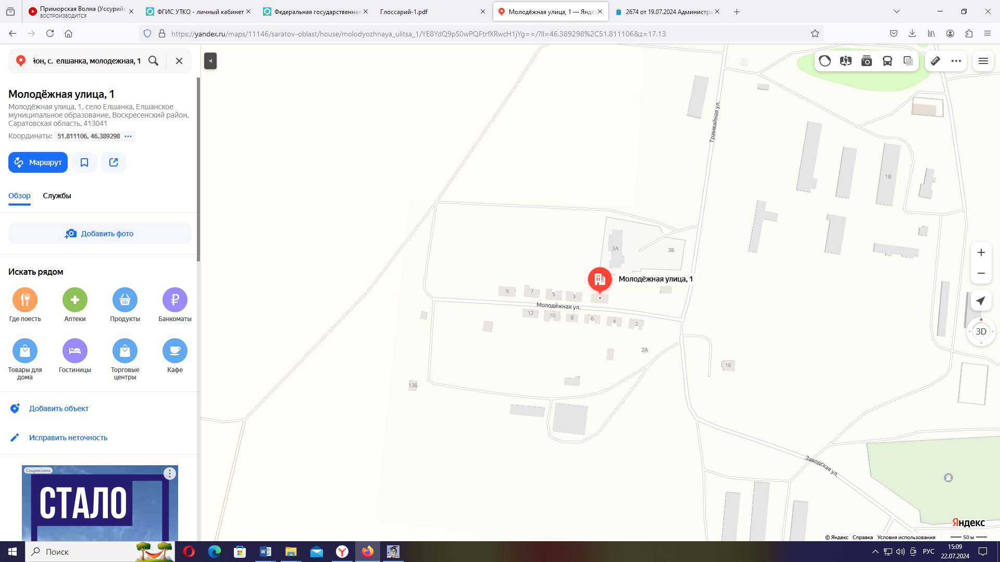 Приморская Волна (Уссурийс
ВОСПРОИЗВОДИТСЯ
ФГИС УТКО - личный кабинет
Федеральная государственная
Глоссарий-1.pdf
Молодёжная улица, 1 — Янде
2674 от 19.07.2024 Администра
https://yandex.ru/maps/11146/saratov-oblast/house/molodyozhnaya_ulitsa_1/YE8YdQ9pS0wPQFtrfXRwcH1jYg==/?ll=46.389298%2C51.811106&z=17.13
йон, с. елшанка, молодежная, 1
Молодёжная улица, 1
Молодёжная улица, 1, село Елшанка, Елшанское
муниципальное образование, Воскресенский район,
Саратовская область, 413041
Координаты: 51.811106, 46.389298
Маршрут
Обзор Службы
Добавить фото
Искать рядом
Где поесть Аптеки Продукты Банкоматы
Товары для дома Гостиницы Торговые центры Кафе
Добавить объект
Исправить неточность
Соцреклама
СТАЛО
Трамвайная ул.
1В
3А
3Б
Молодёжная улица, 1
9 7 5 3
Молодёжная ул.
12 10 8 6 4 2
2А
16
13Б
Заводская ул.
3D
Яндекс
© Яндекс Справка Условия использования 50 м
Поиск
РУС
15:09
22.07.2024